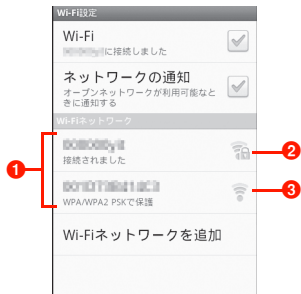 Wi-Fi設定
Wi-Fi
に接続しました
ネットワークの通知
オープンネットワークが利用可能なと
きに通知する
Wi-Fiネットワーク
接続されました
WPA/WPA2 PSKで保護
Wi-Fiネットワークを追加
1
2
3